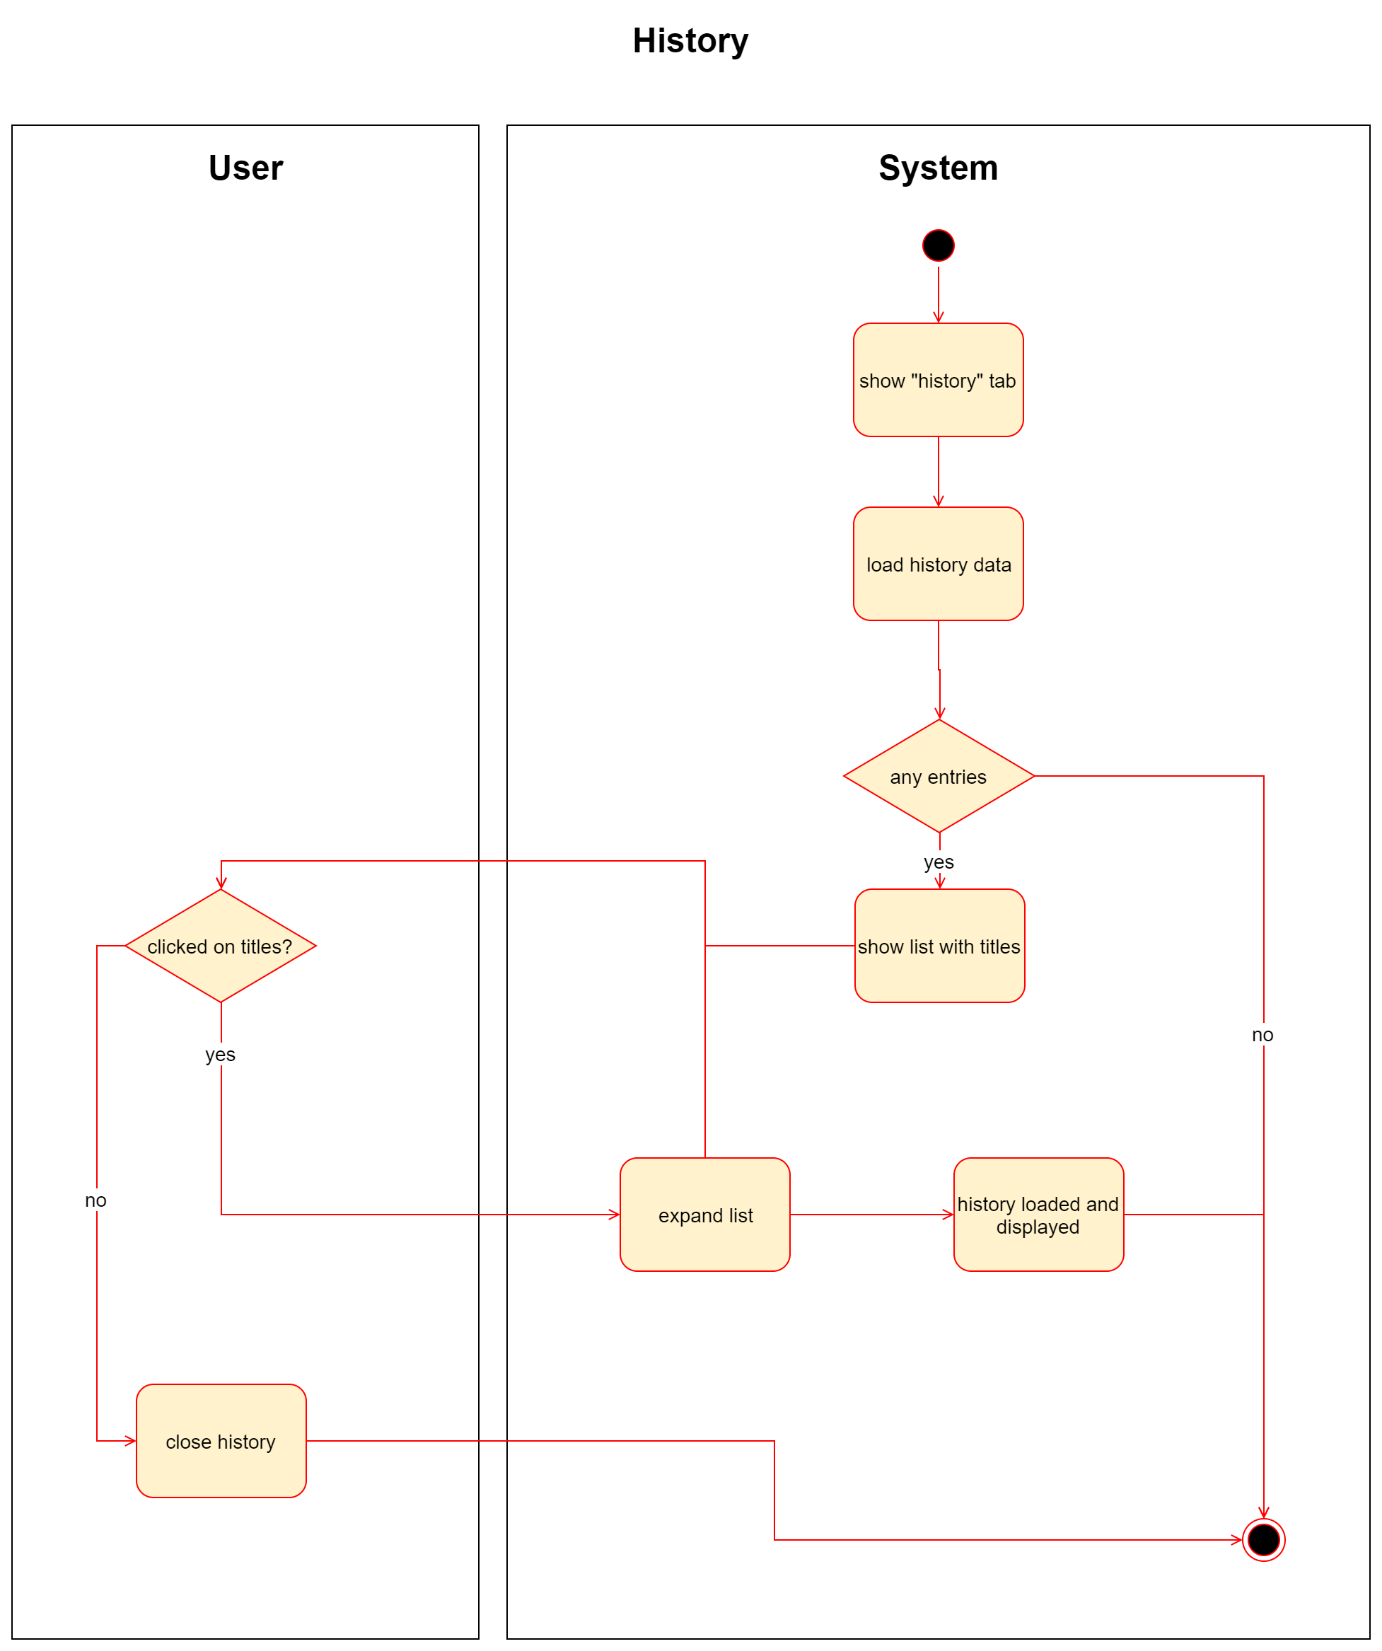 History
User
System
show "history" tab
load history data
any entries
yes
clicked on titles?
show list with titles
no
yes
no
expand list
history loaded and
displayed
close history